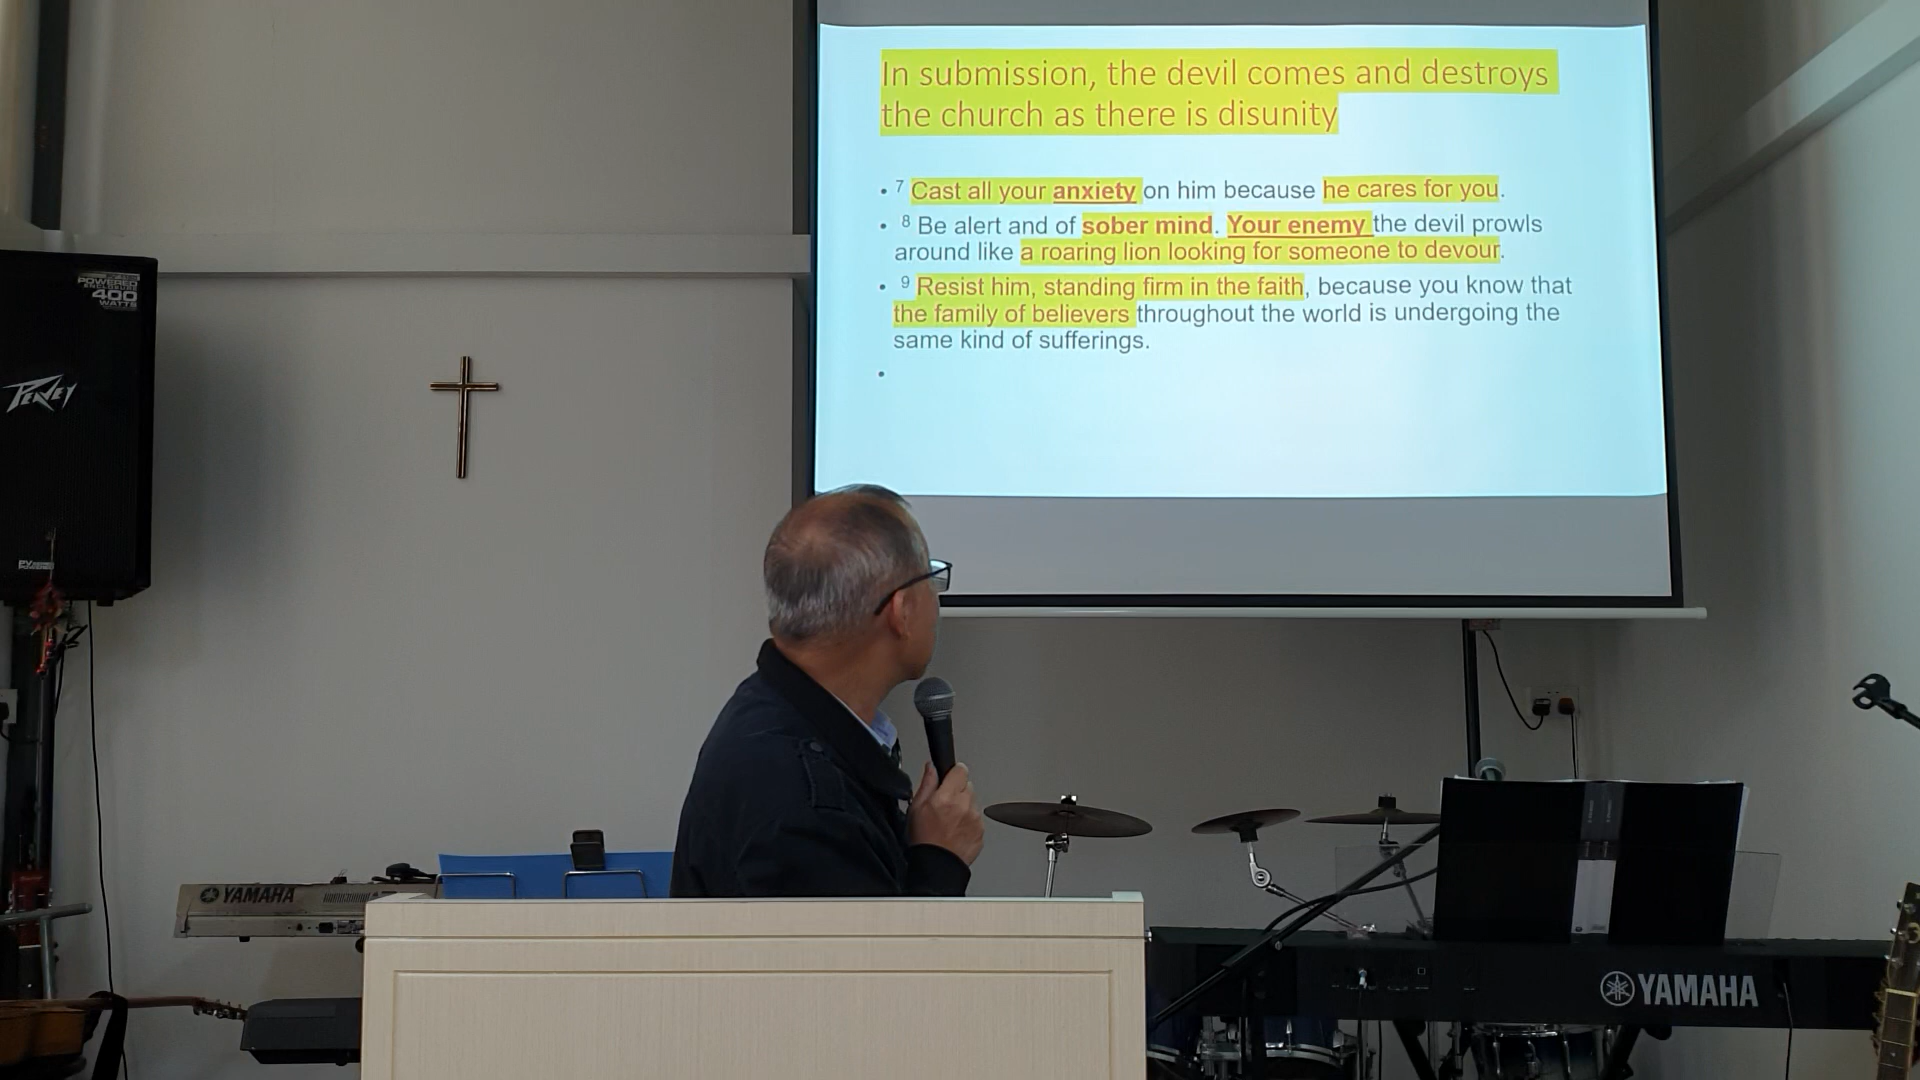 In submission, the devil comes and destroys
the church as there is disunity
• 7 Cast all your anxiety on him because he cares for you.
• 8 Be alert and of sober mind. Your enemy the devil prowls
around like a roaring lion looking for someone to devour.
• 9 Resist him, standing firm in the faith, because you know that
the family of believers throughout the world is undergoing the
same kind of sufferings.
•
POWERED
ENCLOSURE
400
WATTS
PEAVEY
YAMAHA
YAMAHA